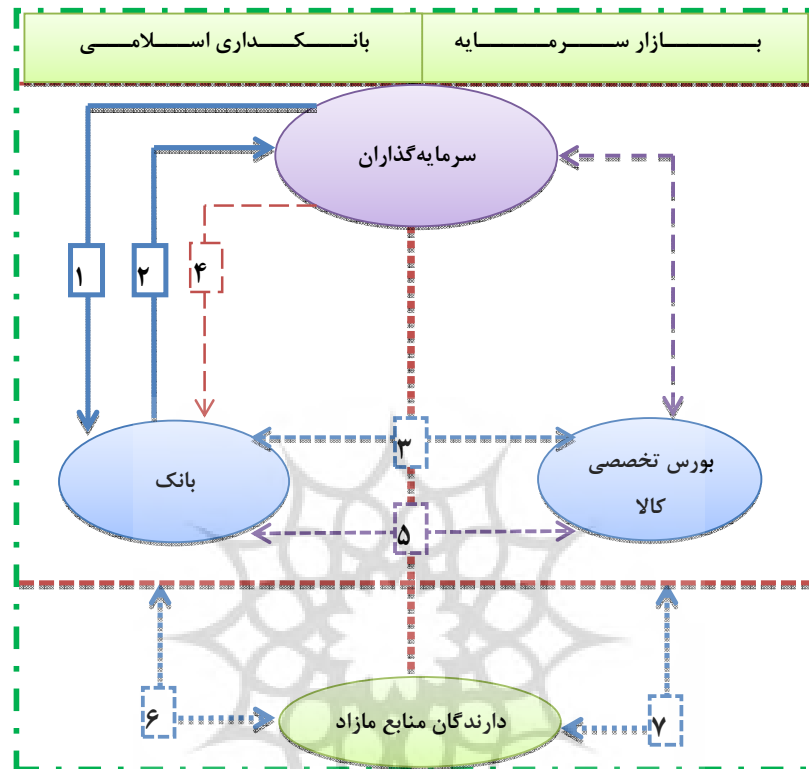 بازار سرمایه
بانکداری اسلامی
سرمایه‌گذاران
۱
۲
۴
۳
بورس تخصصی
کالا
بانک
۵
۶
دارندگان منابع مازاد
۷